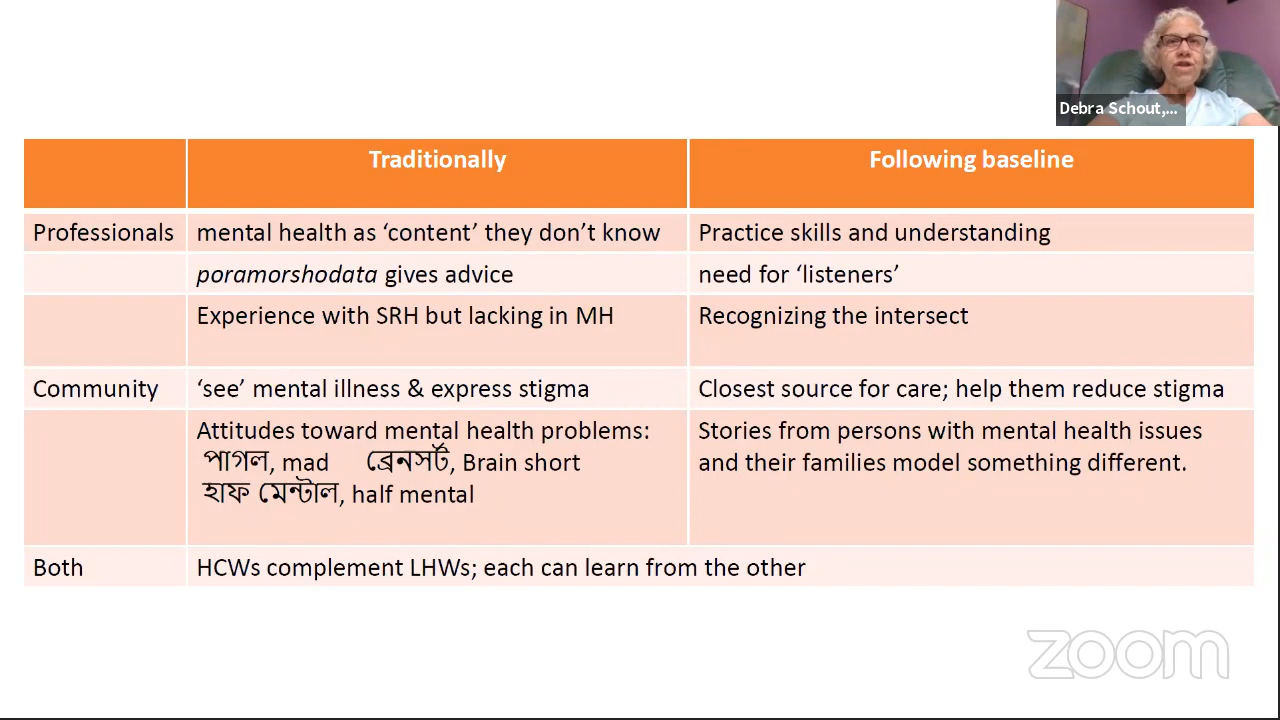 Debra Schout,...
Traditionally
Following baseline
Professionals
mental health as ‘content’ they don’t know
Practice skills and understanding
poramorshodata gives advice
need for ‘listeners’
Experience with SRH but lacking in MH
Recognizing the intersect
Community
‘see’ mental illness & express stigma
Closest source for care; help them reduce stigma
Attitudes toward mental health problems:
পাগল, mad ব্রেনসর্ট, Brain short
হাফ মেন্টাল, half mental
Stories from persons with mental health issues
and their families model something different.
Both
HCWs complement LHWs; each can learn from the other
zoom